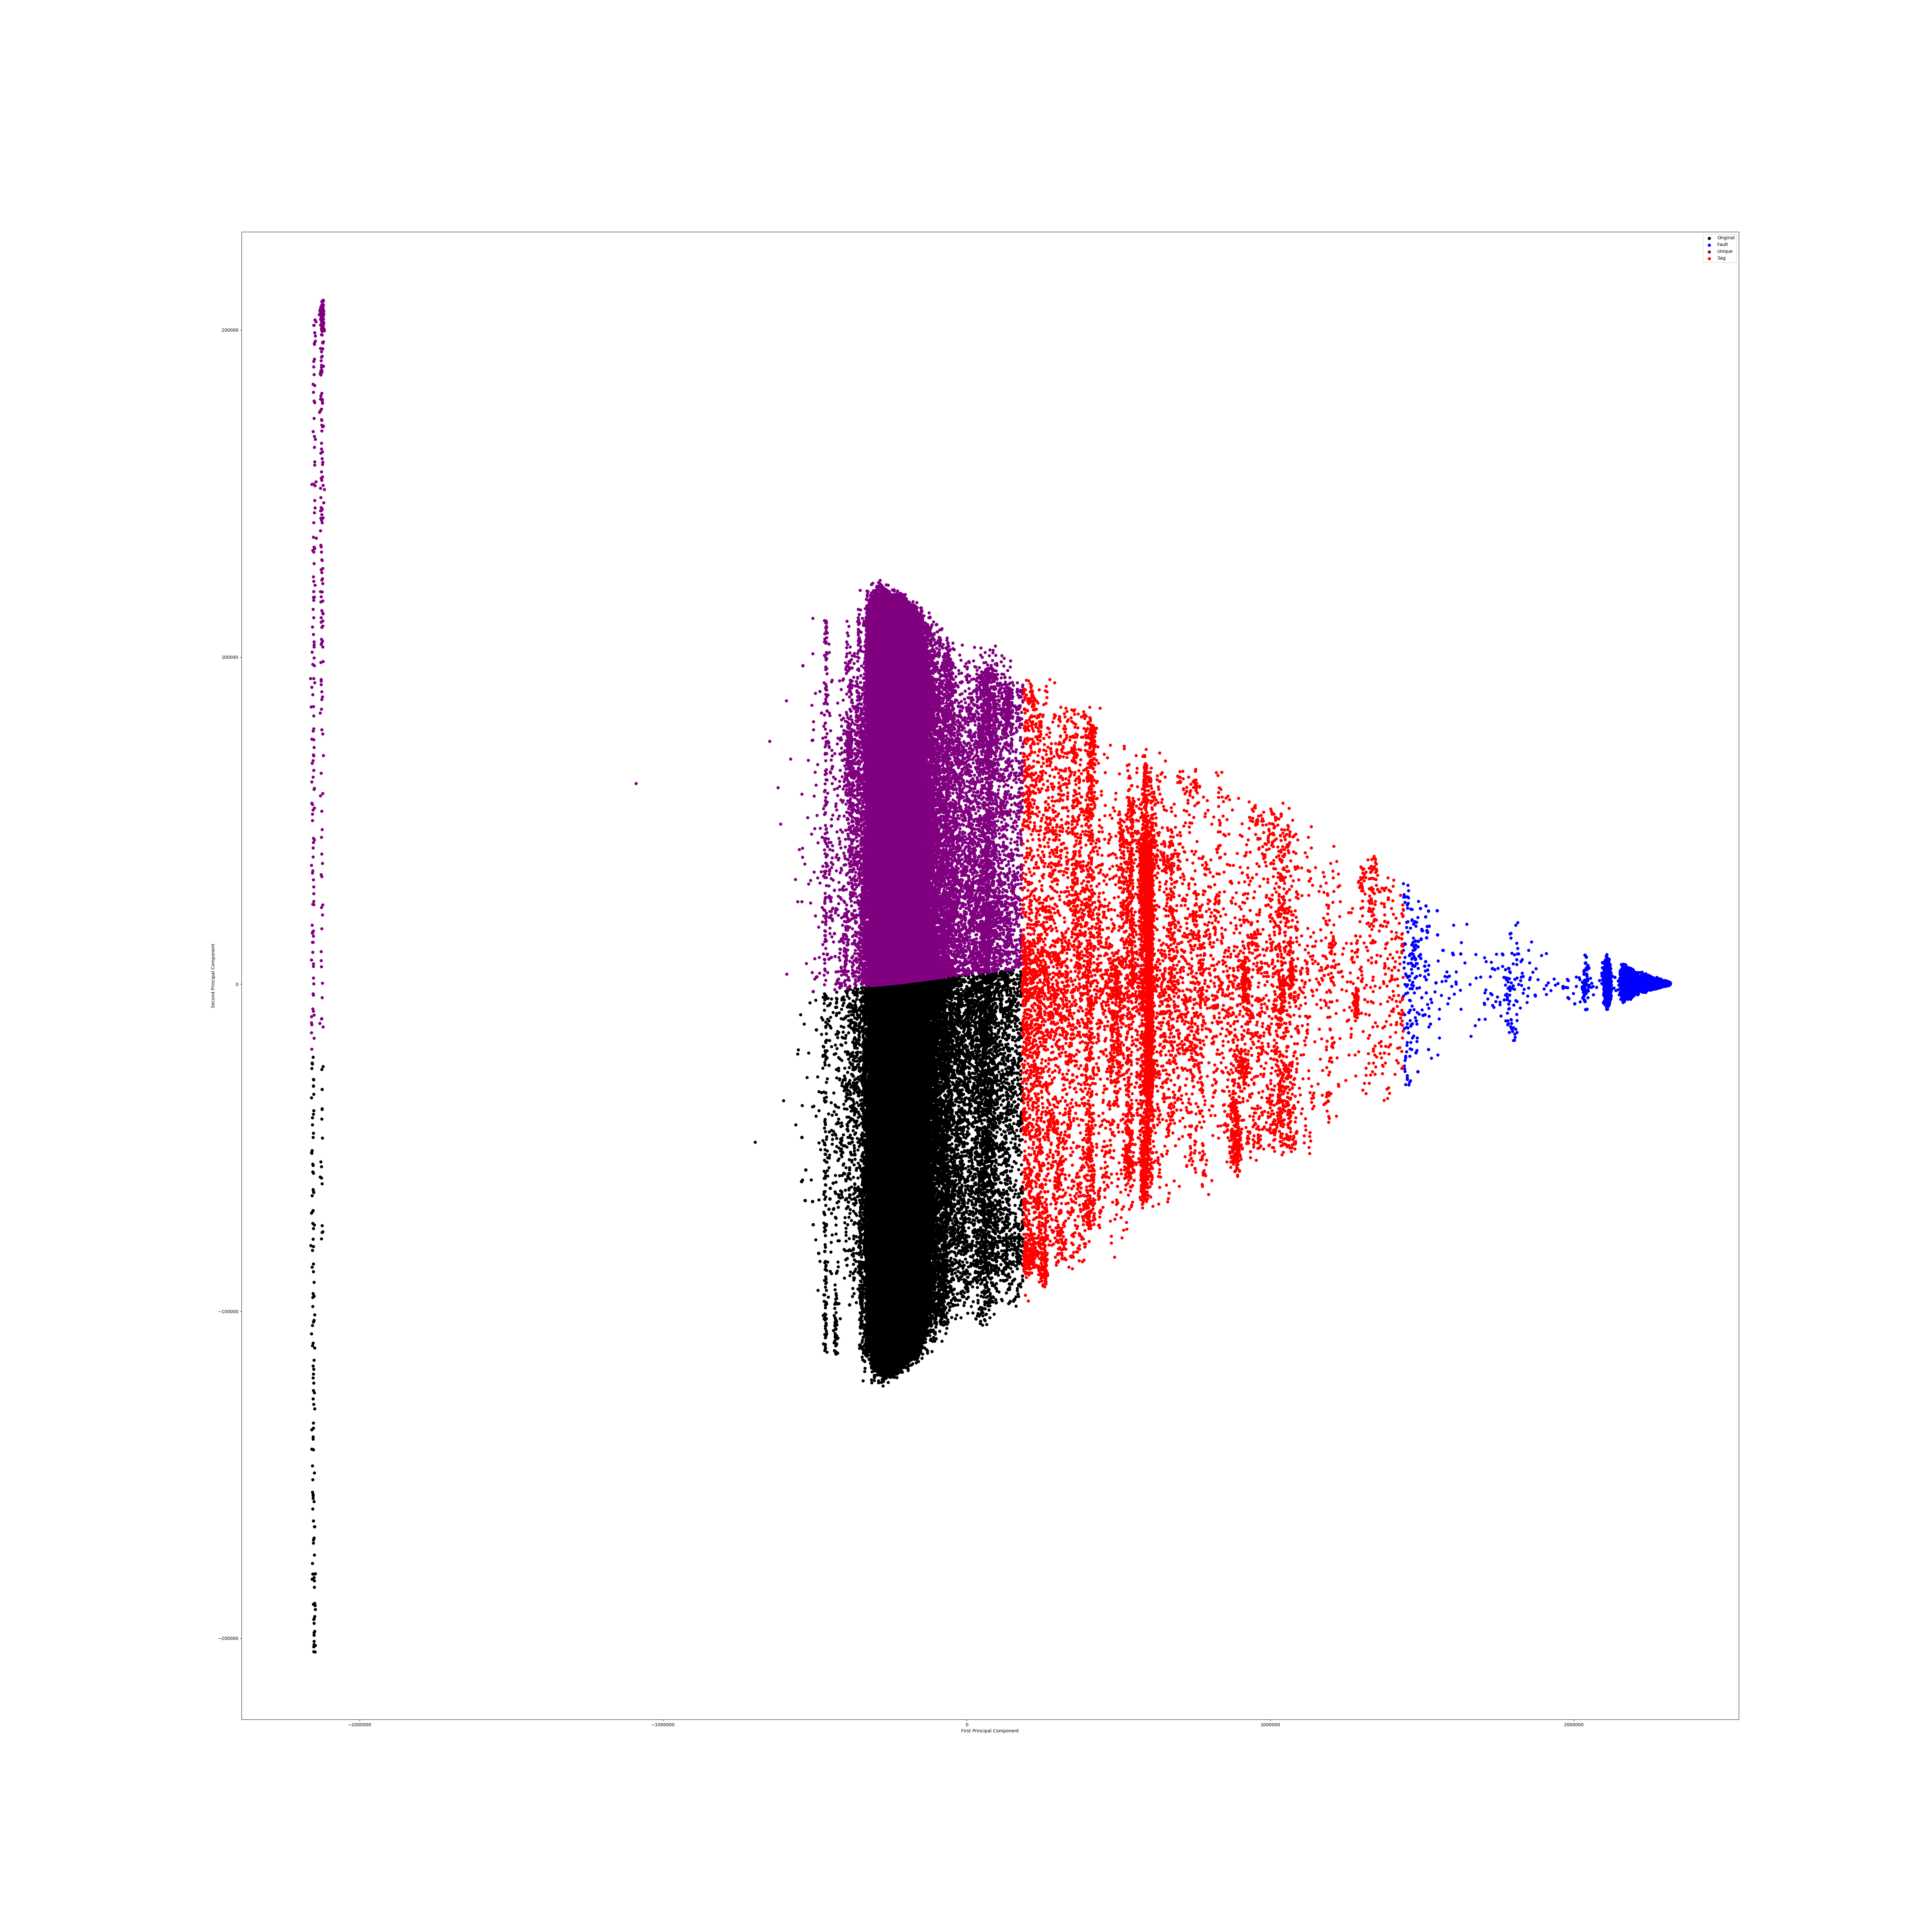 Original
Fault
Unique
Seg
200000
100000
0
−100000
−200000
Second Principal Component
−2000000
−1000000
0
1000000
2000000
First Principal Component